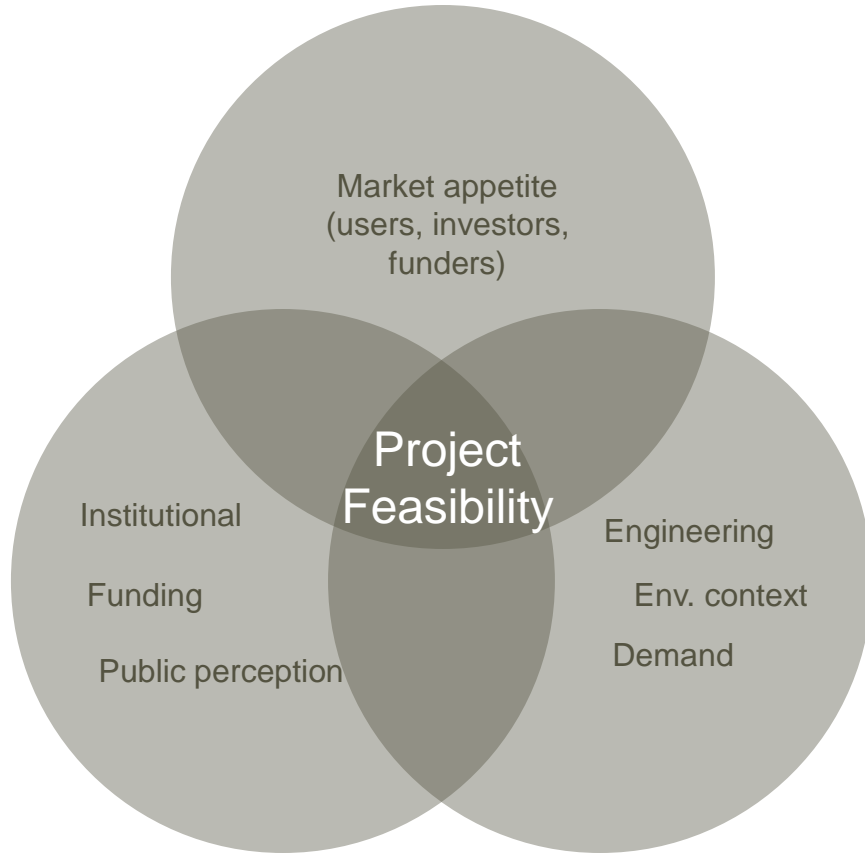 Market appetite
(users, investors,
funders)
Project
Feasibility
Institutional
Funding
Public perception
Engineering
Env. context
Demand